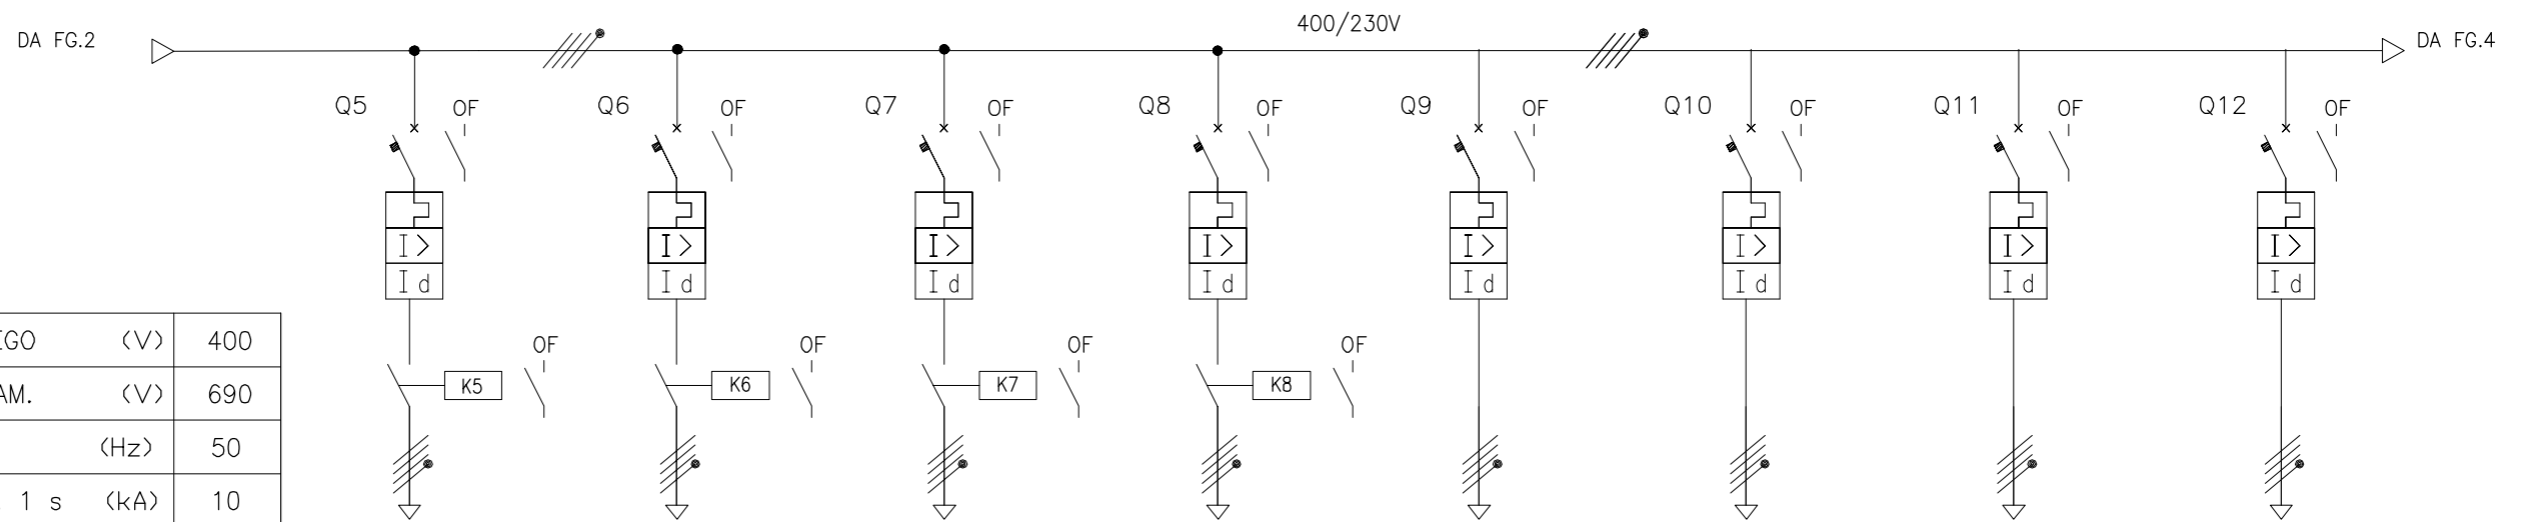 400/230V
DA FG.2
DA FG.4
Q5 OF Q6 OF Q7 OF Q8 OF Q9 OF Q10 OF Q11 OF Q12 OF
I> I> I> I> I> I> I> I>
Id Id Id Id Id Id Id Id
EGO (V) 400
OF OF OF OF
K5 K6 K7 K8
AM. (V) 690
(Hz) 50
1 s (kA) 10